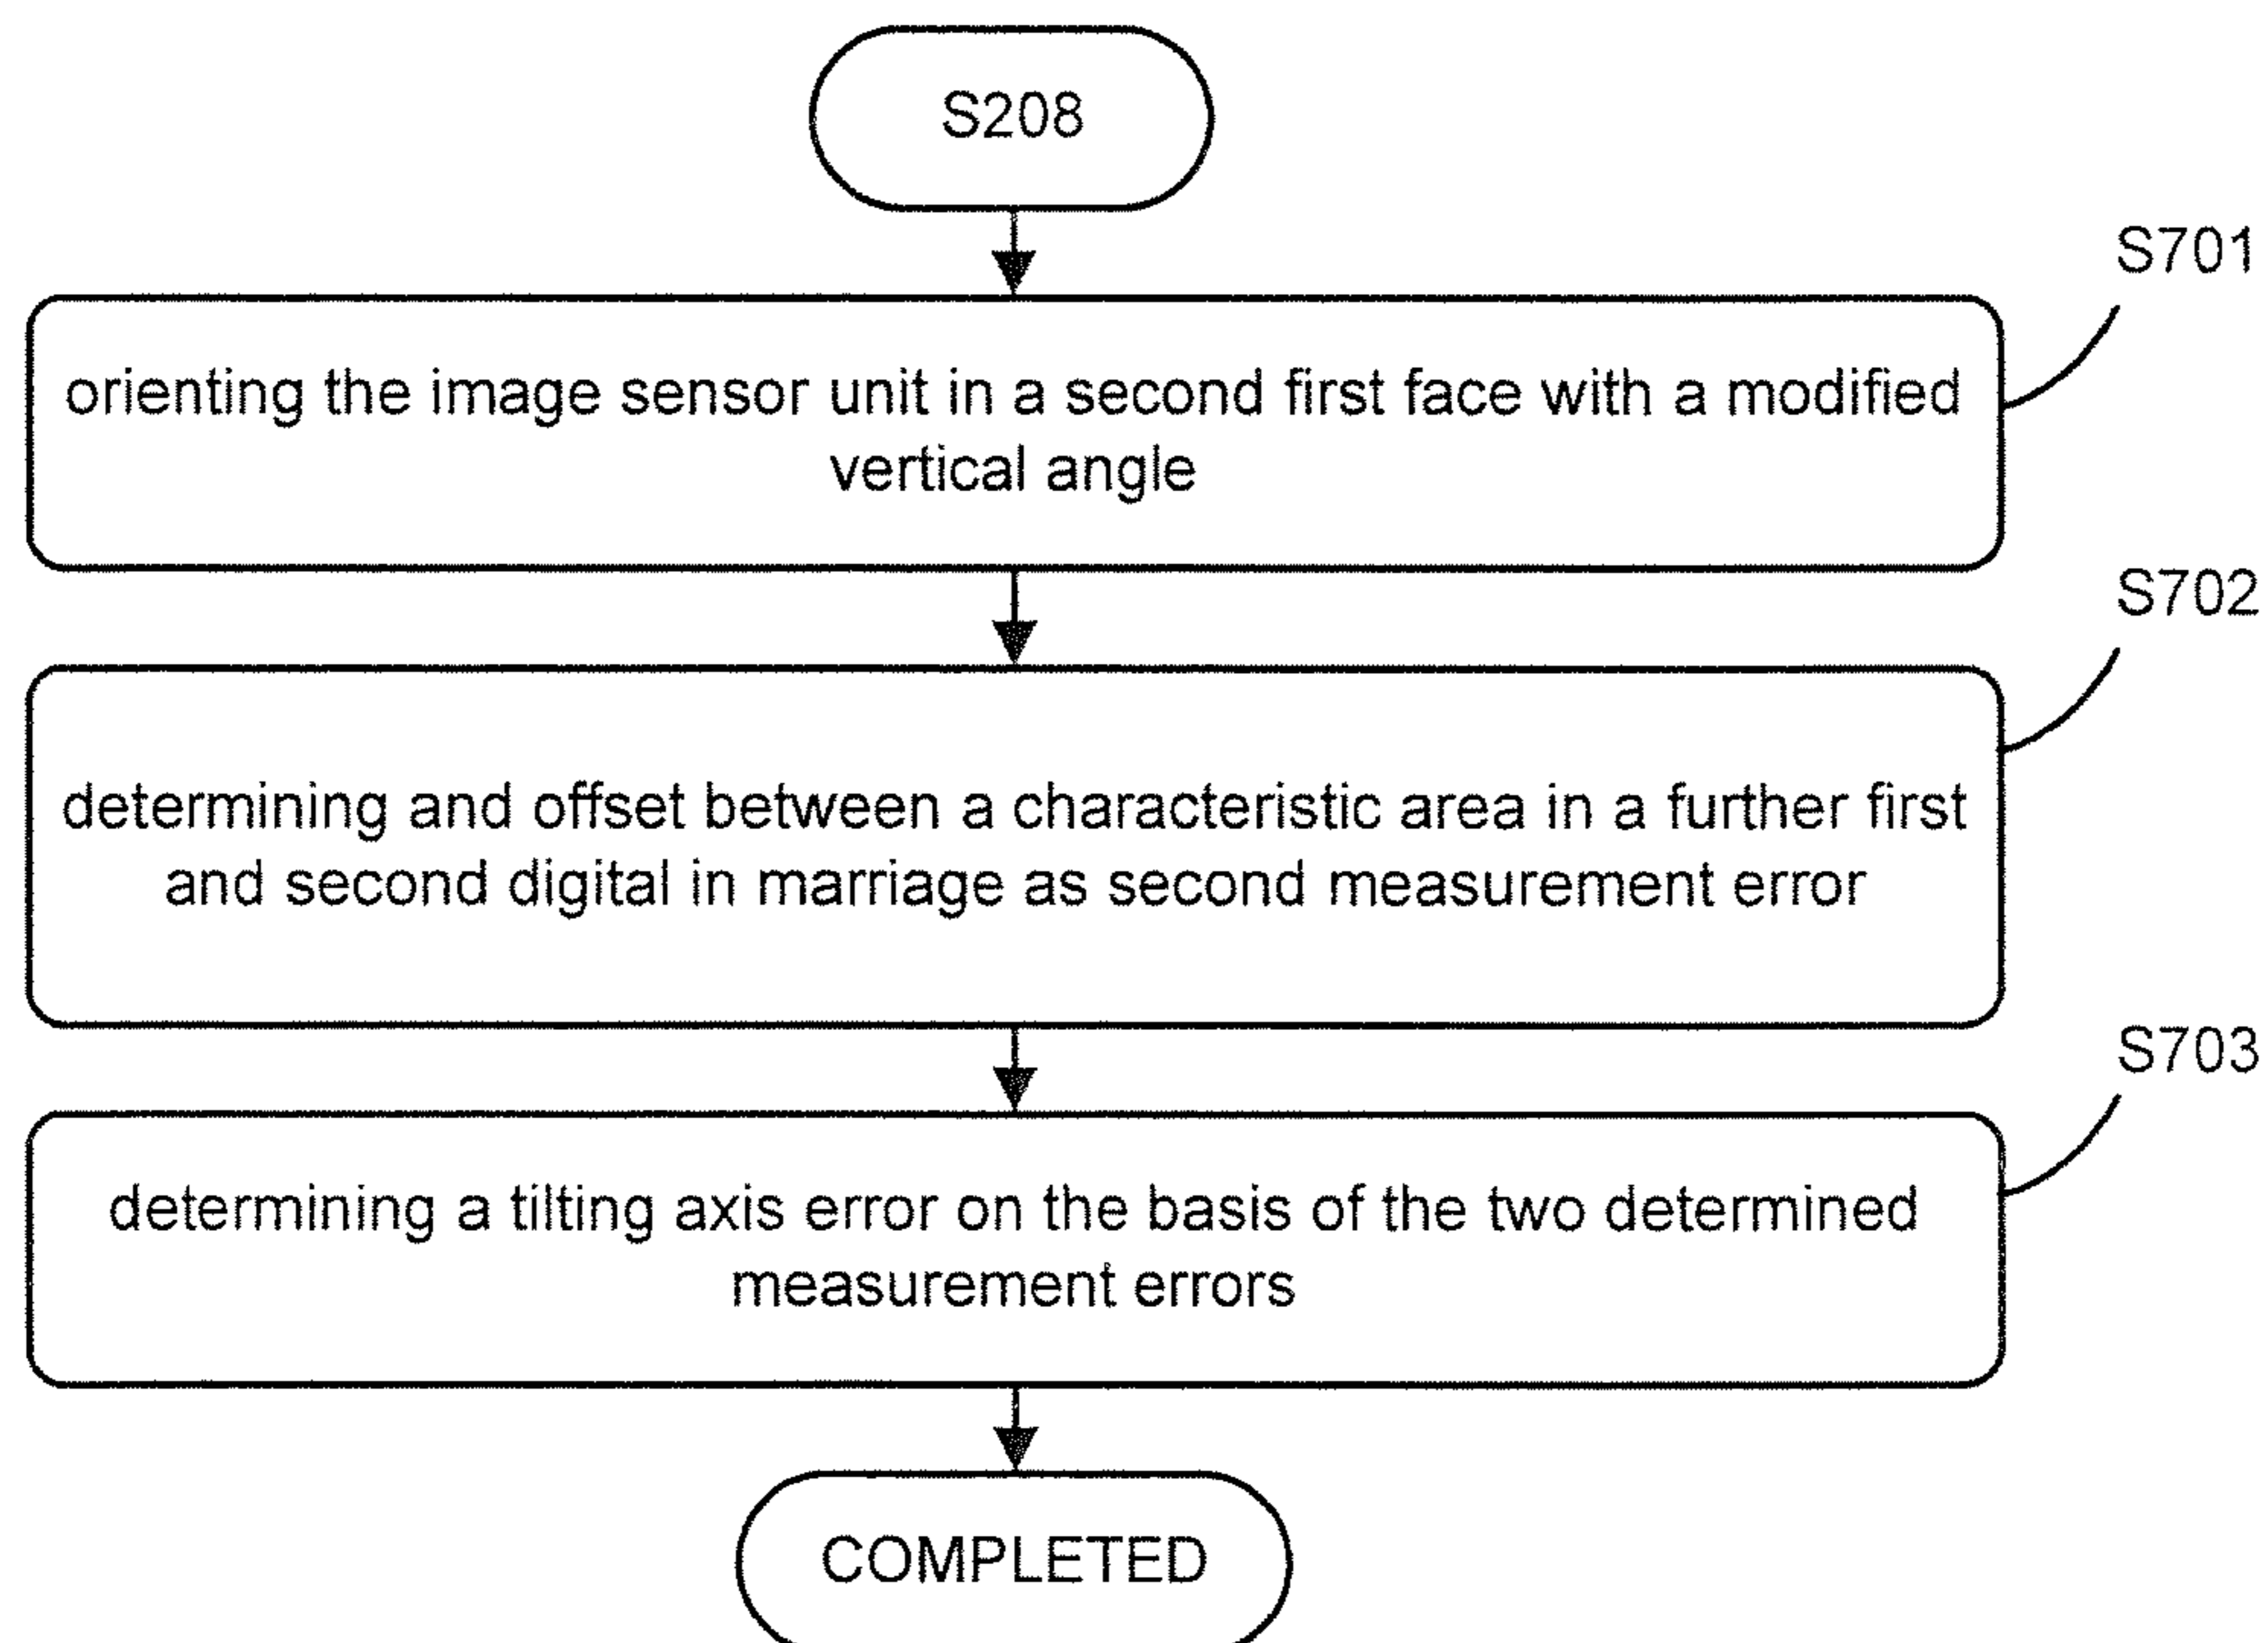 S208
S701
orienting the image sensor unit in a second first face with a modified
vertical angle
S702
determining and offset between a characteristic area in a further first
and second digital in marriage as second measurement error
S703
determining a tilting axis error on the basis of the two determined
measurement errors
COMPLETED